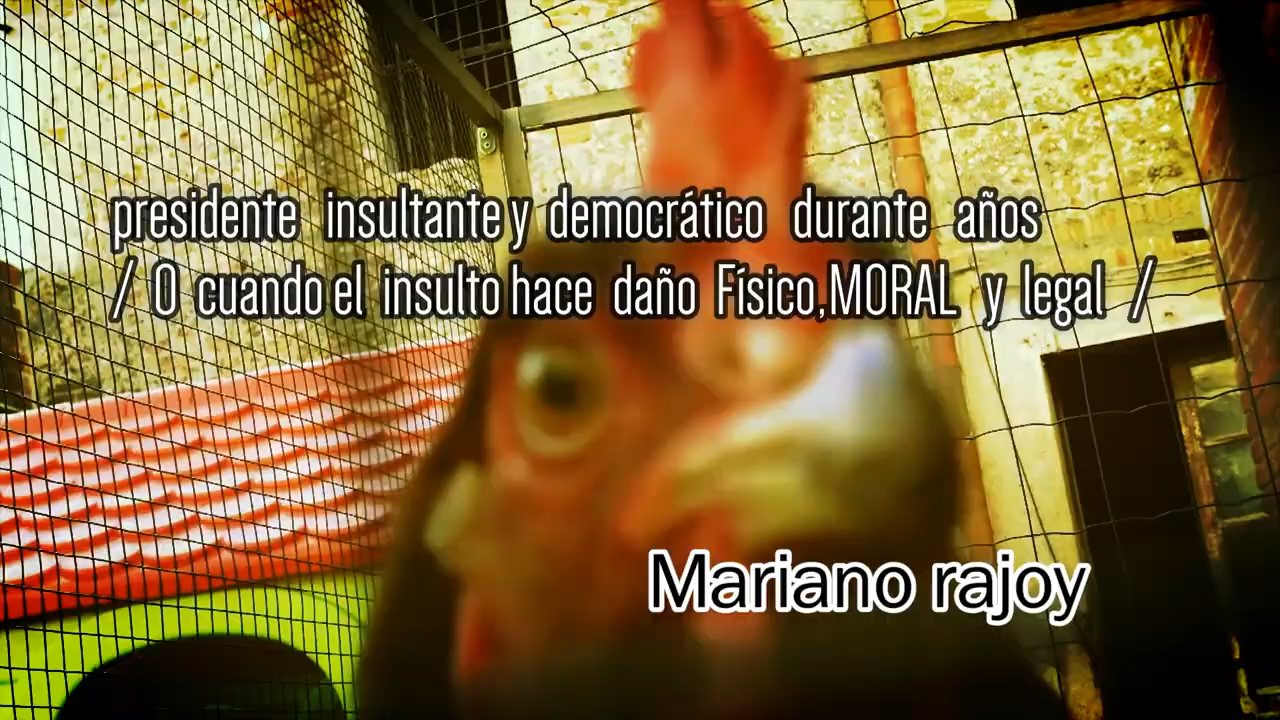 presidente insultante y democrático durante años
/ O cuando el insulto hace daño Físico,MORAL y legal /
Mariano rajoy